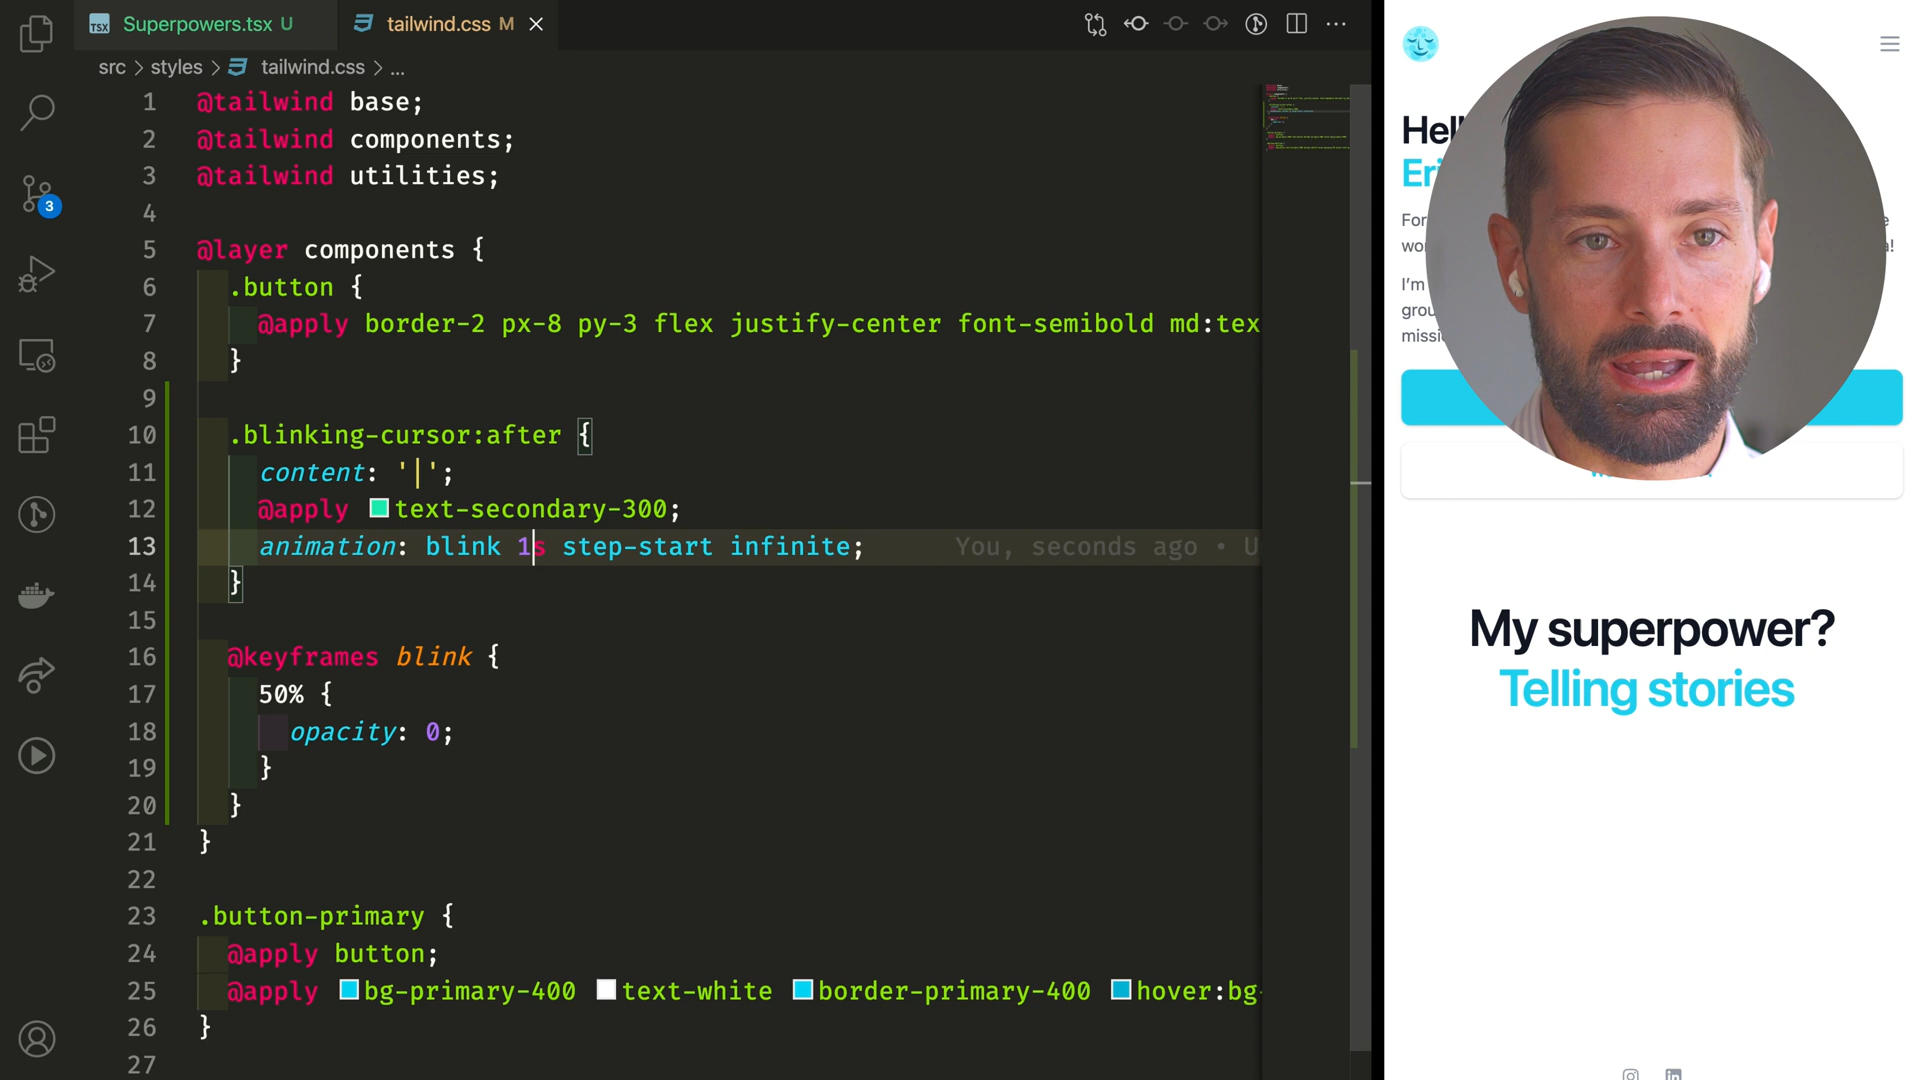 TSX Superpowers.tsx U
tailwind.css M
src > styles > tailwind.css > ...
1 @tailwind base;
2 @tailwind components;
3 @tailwind utilities;
4
5 @layer components {
6 .button {
7 @apply border-2 px-8 py-3 flex justify-center font-semibold md:tex
8 }
9
10 .blinking-cursor:after {
11 content: '|';
12 @apply text-secondary-300;
13 animation: blink 1s step-start infinite; You, seconds ago • U
14 }
15
16 @keyframes blink {
17 50% {
18 opacity: 0;
19 }
20 }
21 }
22
23 .button-primary {
24 @apply button;
25 @apply bg-primary-400 text-white border-primary-400 hover:bg-
26 }
27
3
Hell
Eri
For
wor
I'm
grou
missi
My superpower?
Telling stories
in